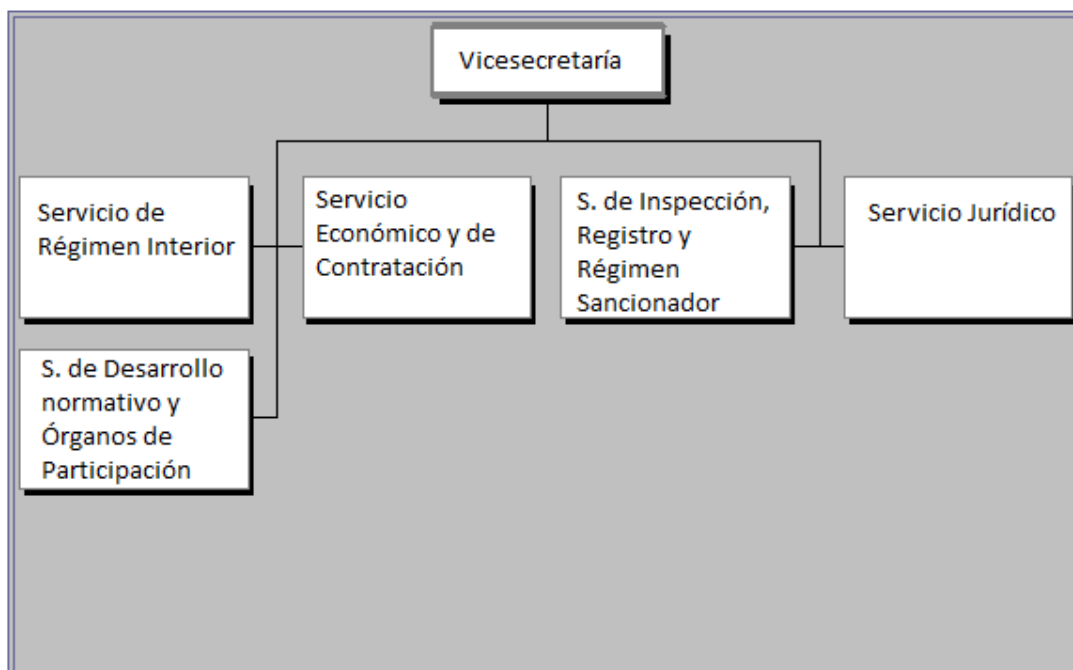 Vicesecretaría
Servicio de
Régimen Interior
Servicio
Económico y de
Contratación
S. de Inspección,
Registro y
Régimen
Sancionador
Servicio Jurídico
S. de Desarrollo
normativo y
Órganos de
Participación